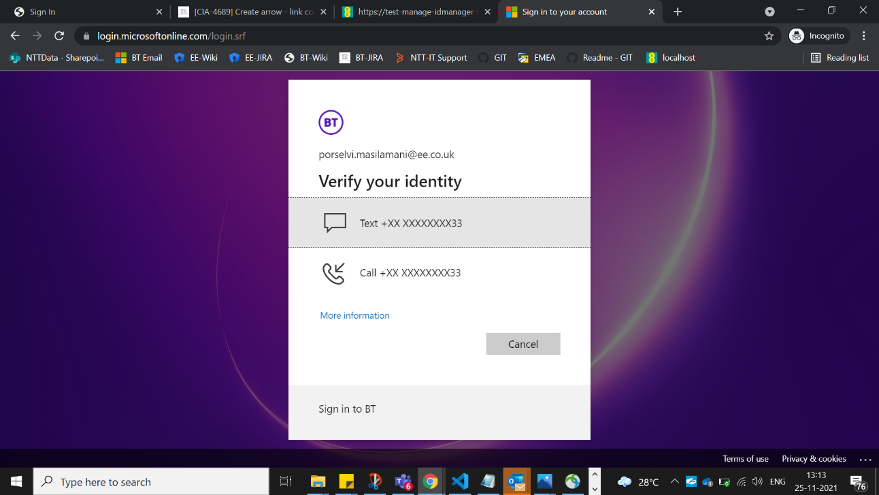 Sign In
[CIA-4689] Create arrow - link co
https://test-manage-idmanager
Sign in to your account
login.microsoftonline.com/login.srf
Incognito
NTTData - Sharepoi...
BT Email
EE-Wiki
EE-JIRA
BT-Wiki
BT-JIRA
NTT-IT Support
GIT
EMEA
Readme - GIT
localhost
Reading list
BT
porselvi.masilamani@ee.co.uk
Verify your identity
Text +XX XXXXXXXX33
Call +XX XXXXXXXX33
More information
Cancel
Sign in to BT
Terms of use
Privacy & cookies
...
Type here to search
6
28°C
ENG
13:13
25-11-2021
76